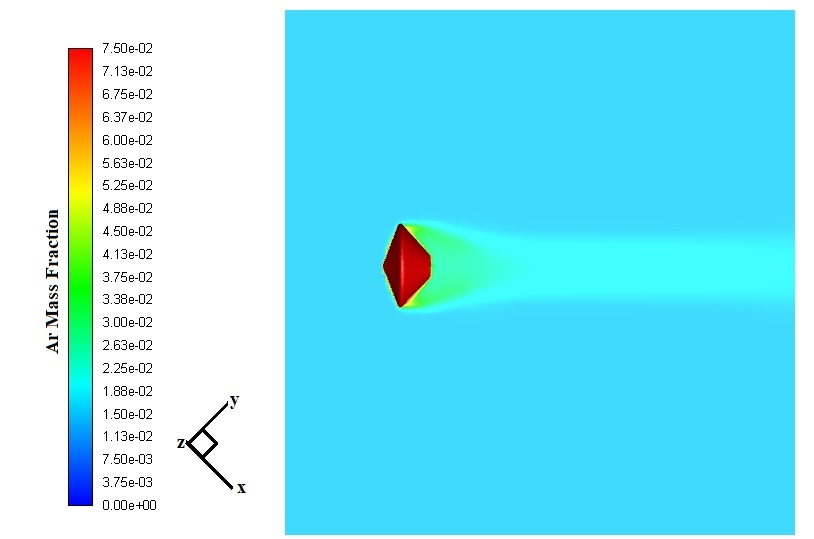 7.50e-02
7.13e-02
6.75e-02
6.37e-02
6.00e-02
5.63e-02
5.25e-02
4.88e-02
4.50e-02
4.13e-02
3.75e-02
3.38e-02
3.00e-02
2.63e-02
2.25e-02
1.88e-02
1.50e-02
1.13e-02
7.50e-03
3.75e-03
0.00e+00
Ar Mass Fraction
y
z
x